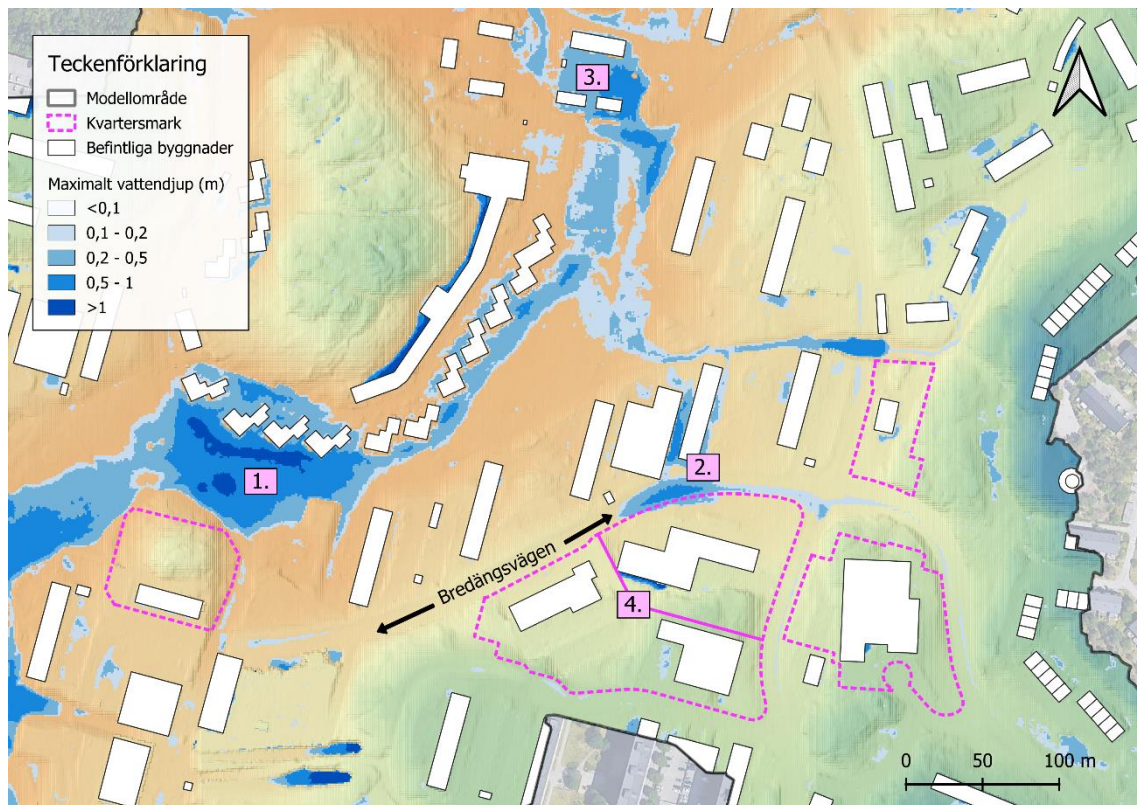 Teckenförklaring
Modellområde
Kvartersmark
Befintliga byggnader
Maximalt vattendjup (m)
<0,1
0,1 - 0,2
0,2 - 0,5
0,5 - 1
>1
3.
1.
2.
Bredängsvägen
4.
0 50 100 m